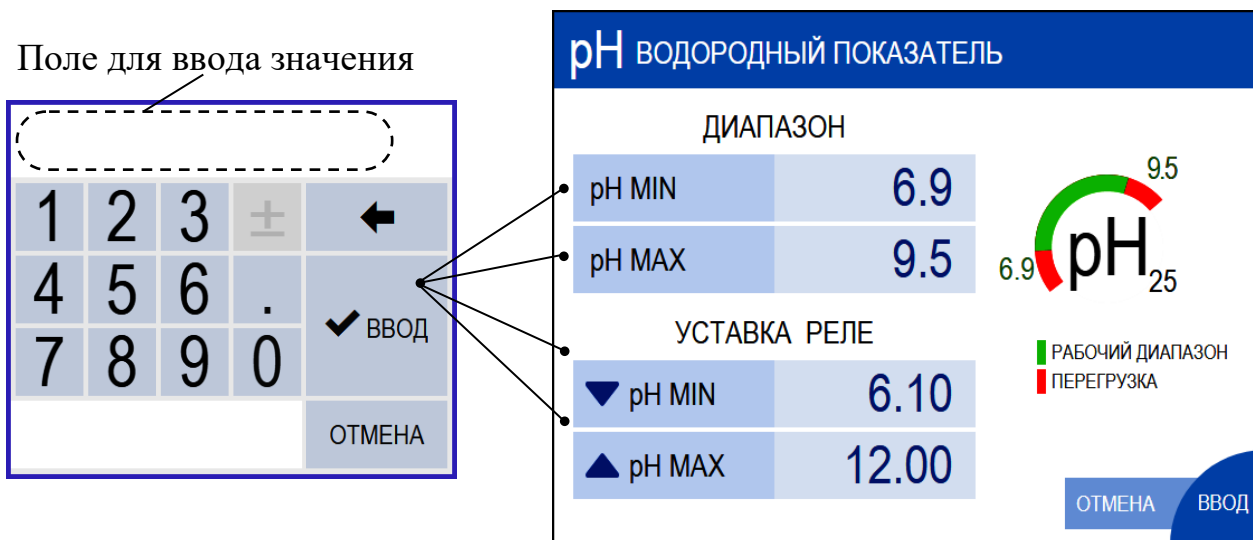 Поле для ввода значения
1 2 3 ±
4 5 6 .
ВВОД
7 8 9 0
ОТМЕНА
pH ВОДОРОДНЫЙ ПОКАЗАТЕЛЬ
ДИАПАЗОН
pH MIN 6.9
pH MAX 9.5
УСТАВКА РЕЛЕ
pH MIN 6.10
pH MAX 12.00
9.5
6.9
pH25
РАБОЧИЙ ДИАПАЗОН
ПЕРЕГРУЗКА
ОТМЕНА ВВОД